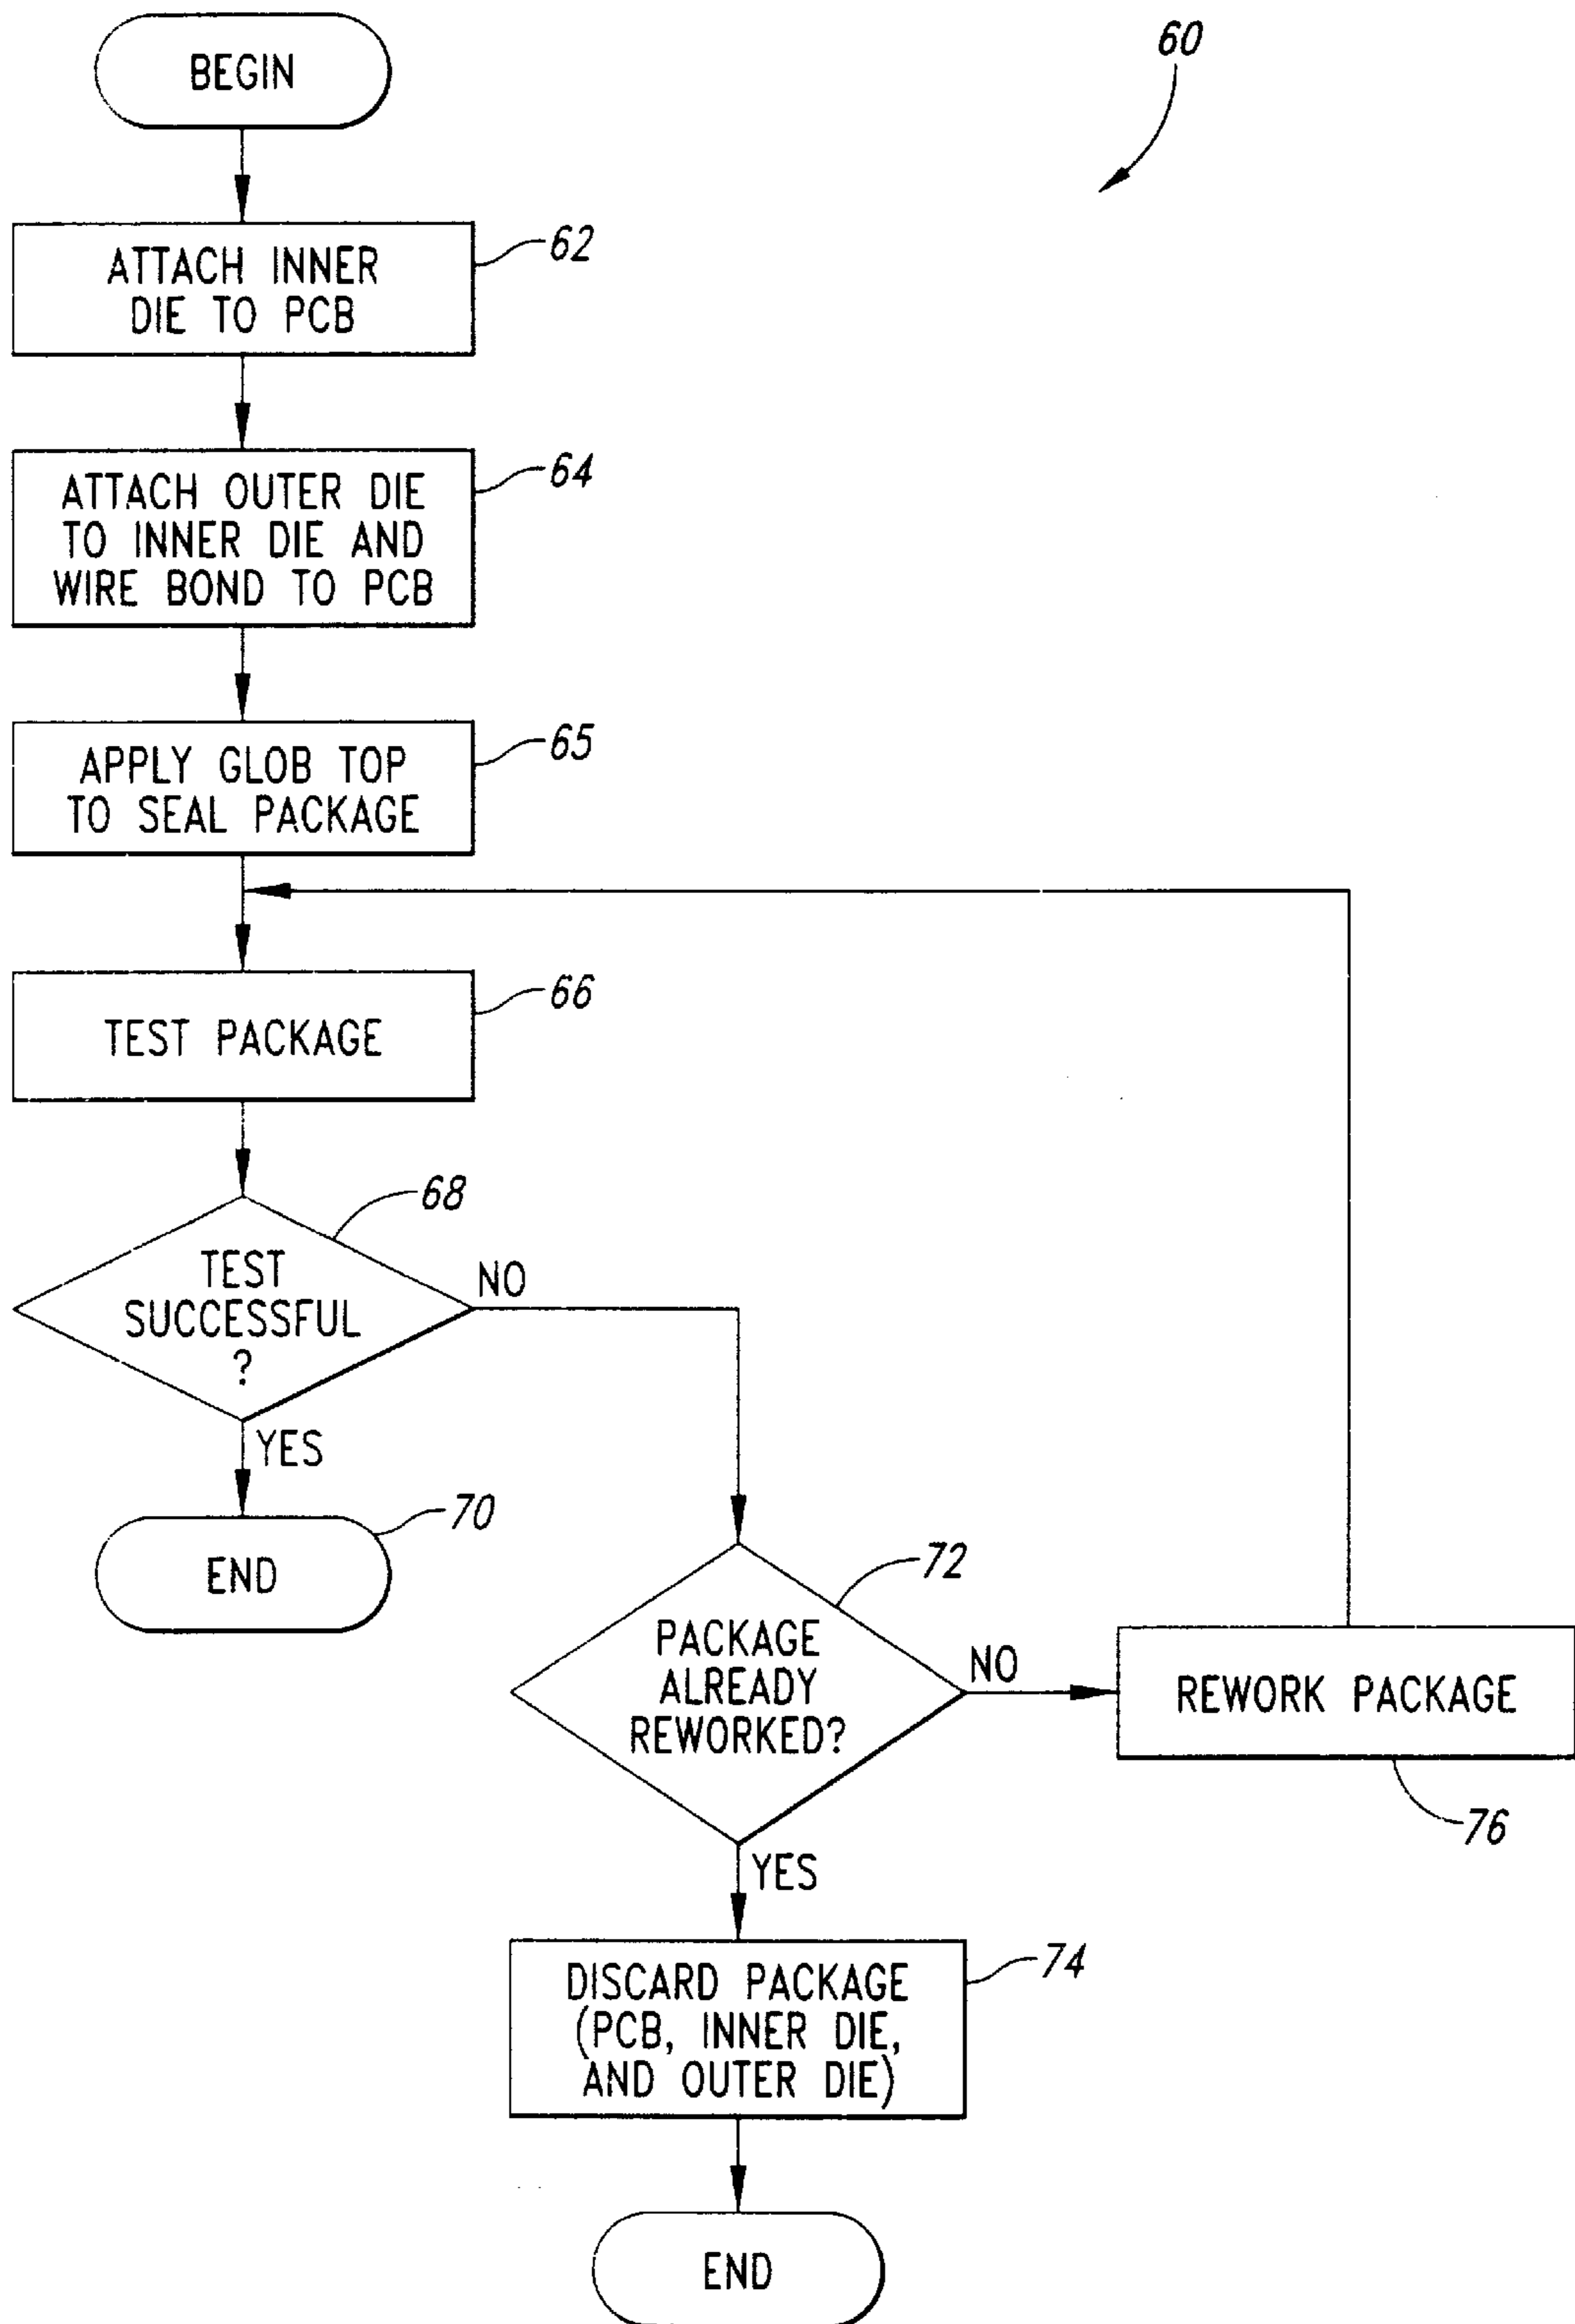 BEGIN
60
ATTACH INNER
DIE TO PCB
62
ATTACH OUTER DIE
TO INNER DIE AND
WIRE BOND TO PCB
64
APPLY GLOB TOP
TO SEAL PACKAGE
65
TEST PACKAGE
66
TEST
SUCCESSFUL
?
68
NO
YES
END
70
PACKAGE
ALREADY
REWORKED?
72
NO
REWORK PACKAGE
76
YES
DISCARD PACKAGE
(PCB, INNER DIE,
AND OUTER DIE)
74
END